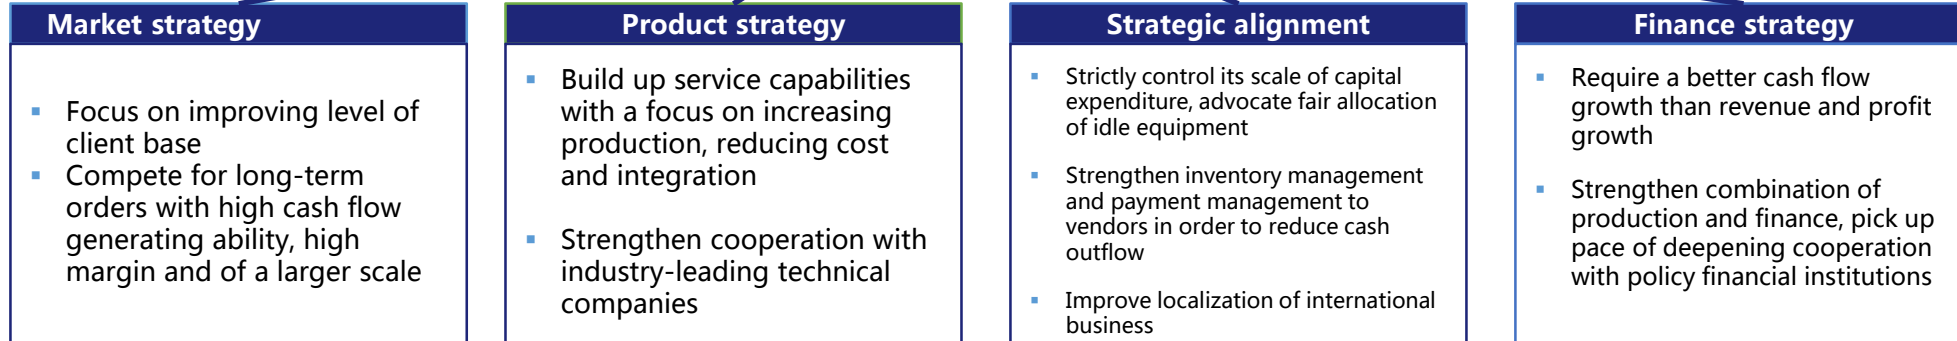 Market strategy
Focus on improving level of
client base
Compete for long-term
orders with high cash flow
generating ability, high
margin and of a larger scale
Product strategy
Build up service capabilities
with a focus on increasing
production, reducing cost
and integration
Strengthen cooperation with
industry-leading technical
companies
Strategic alignment
Strictly control its scale of capital
expenditure, advocate fair allocation
of idle equipment
Strengthen inventory management
and payment management to
vendors in order to reduce cash
outflow
Improve localization of international
business
Finance strategy
Require a better cash flow
growth than revenue and profit
growth
Strengthen combination of
production and finance, pick up
pace of deepening cooperation
with policy financial institutions